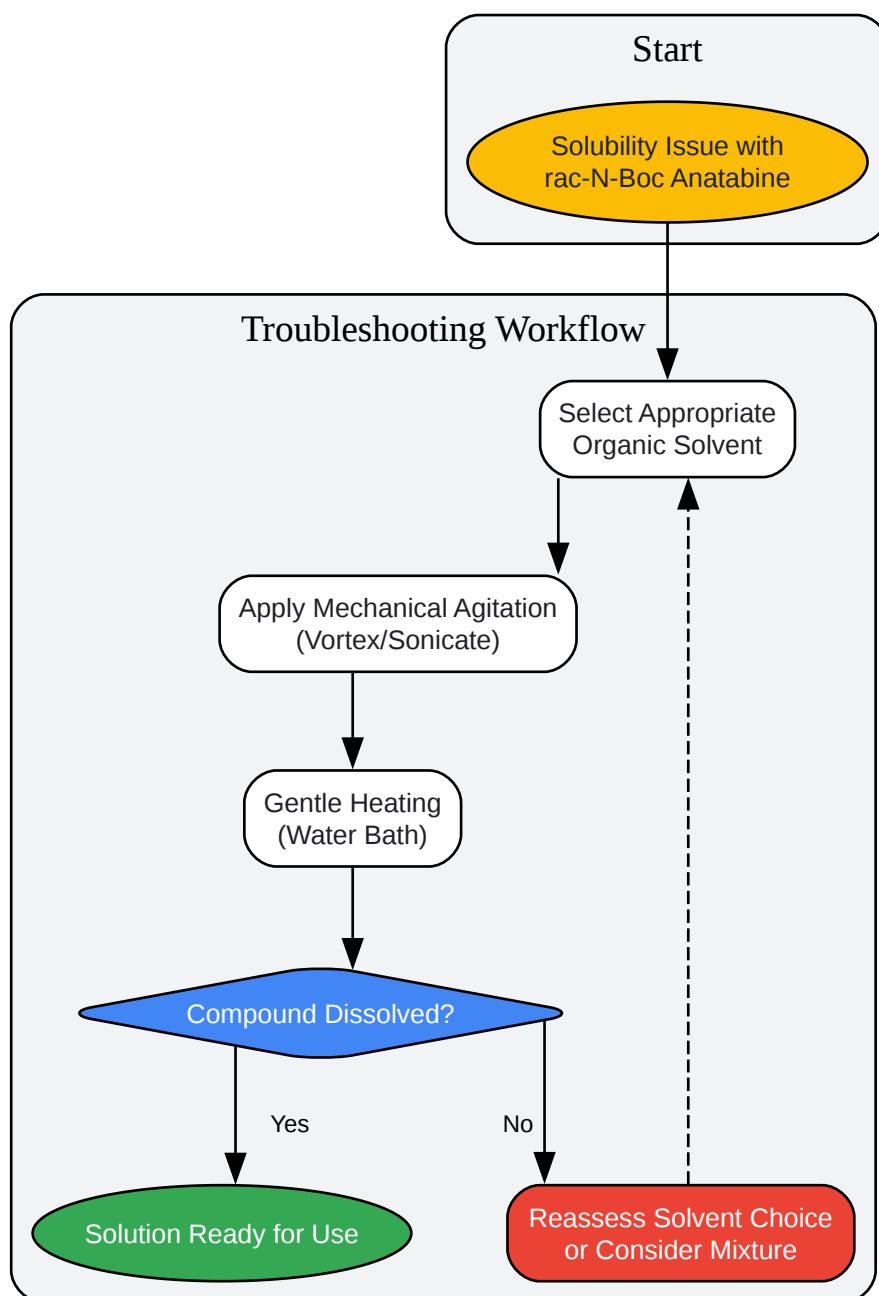 Start
Solubility Issue with
rac-N-Boc Anatabine
Troubleshooting Workflow
Select Appropriate
Organic Solvent
Apply Mechanical Agitation
(Vortex/Sonicate)
Gentle Heating
(Water Bath)
Compound Dissolved?
Yes
No
Solution Ready for Use
Reassess Solvent Choice
or Consider Mixture